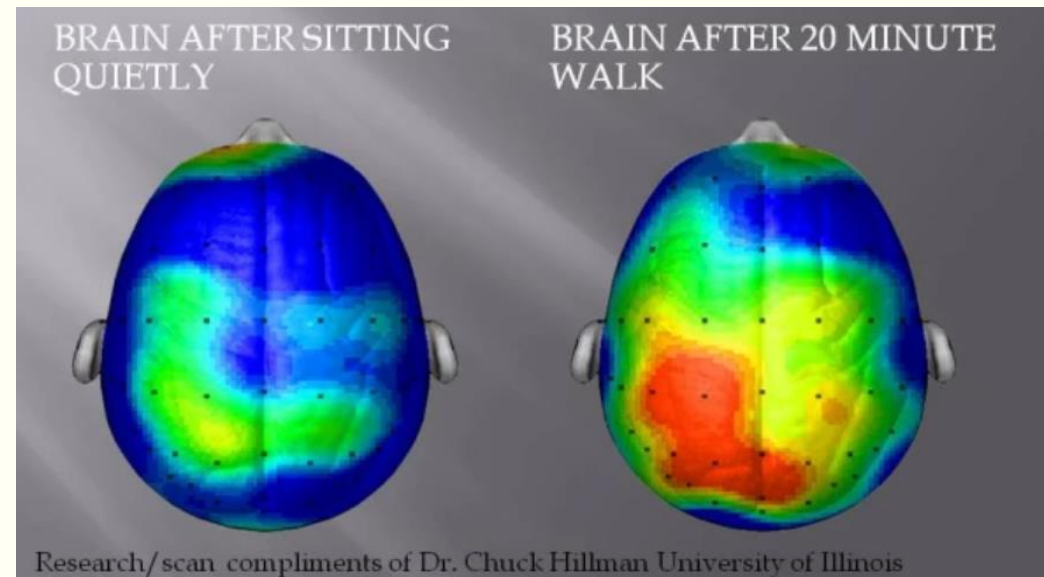 BRAIN AFTER SITTING
QUIETLY
BRAIN AFTER 20 MINUTE
WALK
Research/scan compliments of Dr. Chuck Hillman University of Illinois